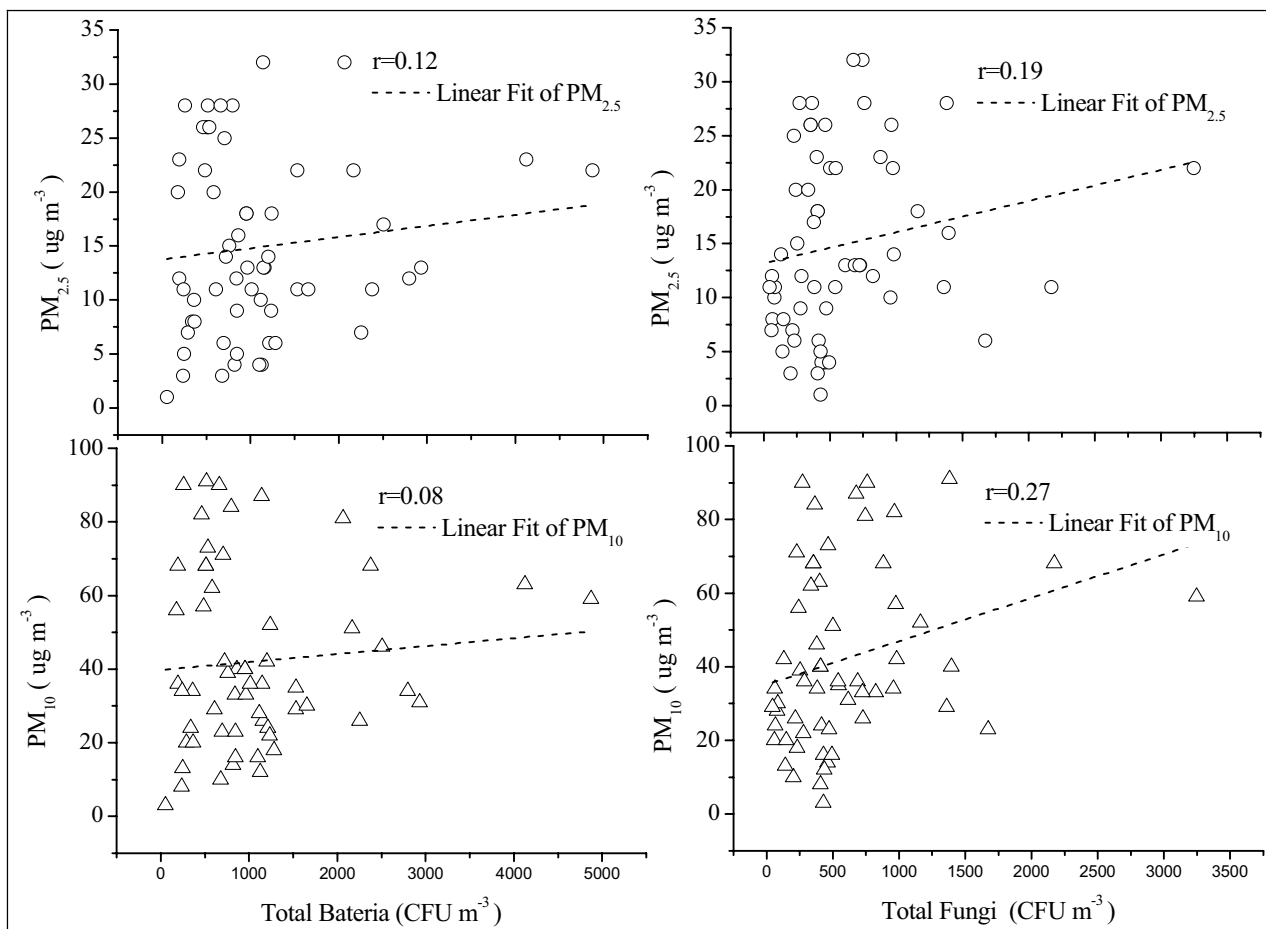 35
30
25
20
15
10
5
0
PM2.5 ( ug m-3)
r=0.12
Linear Fit of PM2.5
35
30
25
20
15
10
5
0
PM2.5 ( ug m-3)
r=0.19
Linear Fit of PM2.5
100
80
60
40
20
0
PM10 ( ug m-3)
r=0.08
Linear Fit of PM10
0 1000 2000 3000 4000 5000
Total Bateria (CFU m-3)
100
80
60
40
20
0
PM10 ( ug m-3)
r=0.27
Linear Fit of PM10
0 500 1000 1500 2000 2500 3000 3500
Total Fungi (CFU m-3)